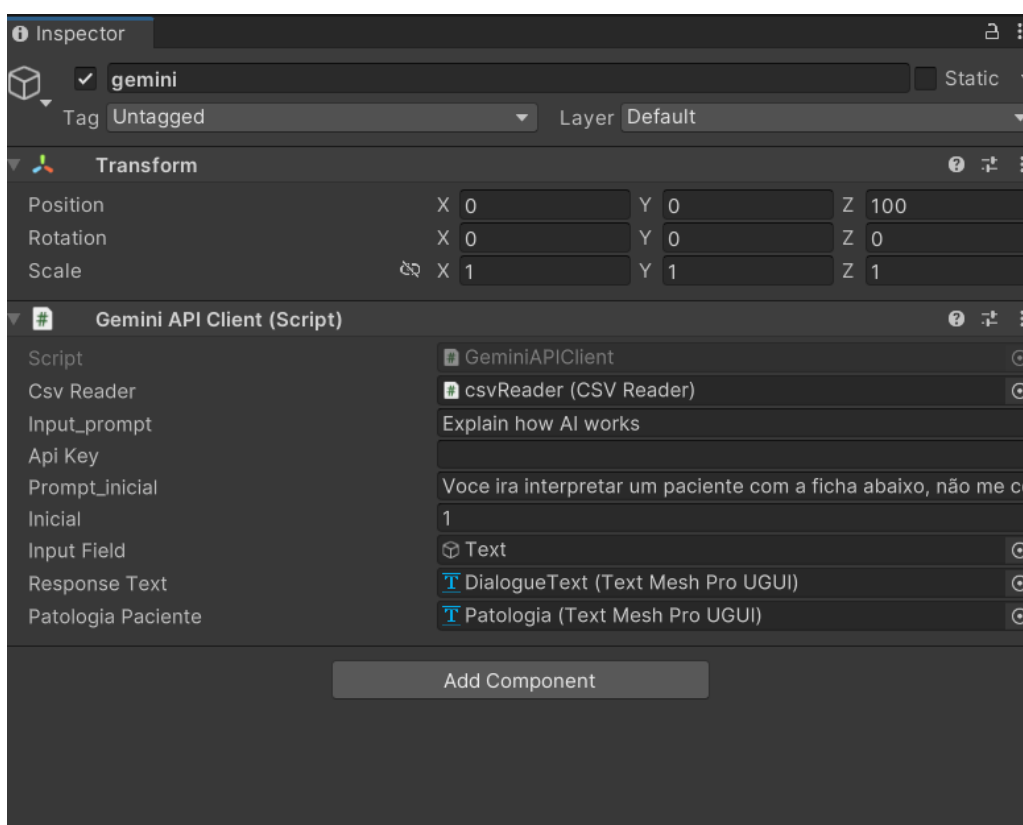 Inspector
gemini Static
Tag Untagged Layer Default
Transform
Position X 0 Y 0 Z 100
Rotation X 0 Y 0 Z 0
Scale X 1 Y 1 Z 1
# Gemini API Client (Script)
Script # GeminiAPIClient
Csv Reader # csvReader (CSV Reader)
Input_prompt Explain how AI works
Api Key
Prompt_inicial Voce ira interpretar um paciente com a ficha abaixo, não me c
Inicial 1
Input Field Text
Response Text T DialogueText (Text Mesh Pro UGUI)
Patologia Paciente T Patologia (Text Mesh Pro UGUI)
Add Component